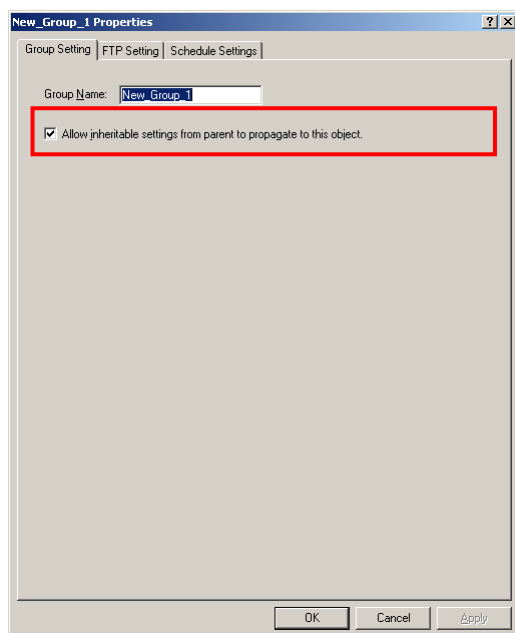 New_Group_1 Properties
Group Setting FTP Setting Schedule Settings
Group Name: New_Group_1
Allow inheritable settings from parent to propagate to this object.
OK Cancel Apply